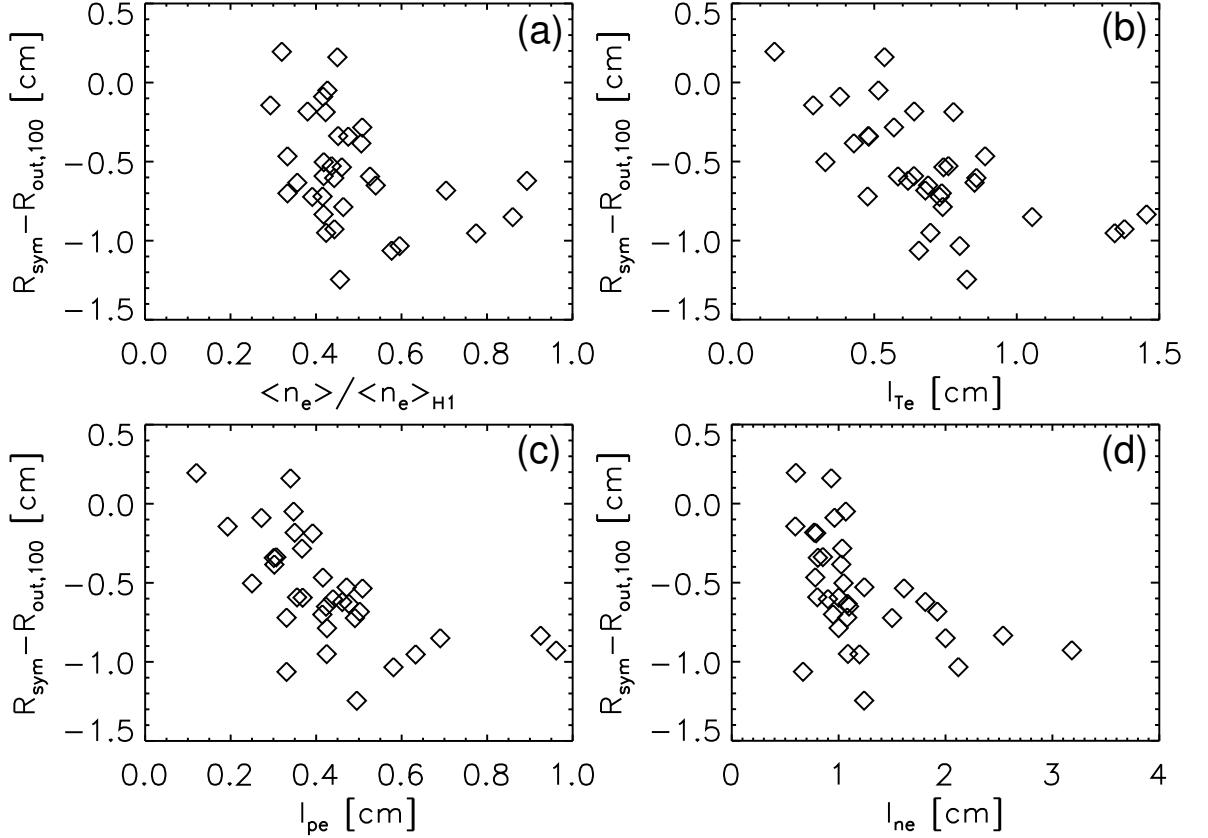 0.5
0.0
−0.5
−1.0
−1.5
R_sym−R_out,100 [cm]
(a)
0.0 0.2 0.4 0.6 0.8 1.0
<n_e>/<n_e>_H1
0.5
0.0
−0.5
−1.0
−1.5
R_sym−R_out,100 [cm]
(b)
0.0 0.5 1.0 1.5
l_Te [cm]
0.5
0.0
−0.5
−1.0
−1.5
R_sym−R_out,100 [cm]
(c)
0.0 0.2 0.4 0.6 0.8 1.0
l_pe [cm]
0.5
0.0
−0.5
−1.0
−1.5
R_sym−R_out,100 [cm]
(d)
0 1 2 3 4
l_ne [cm]